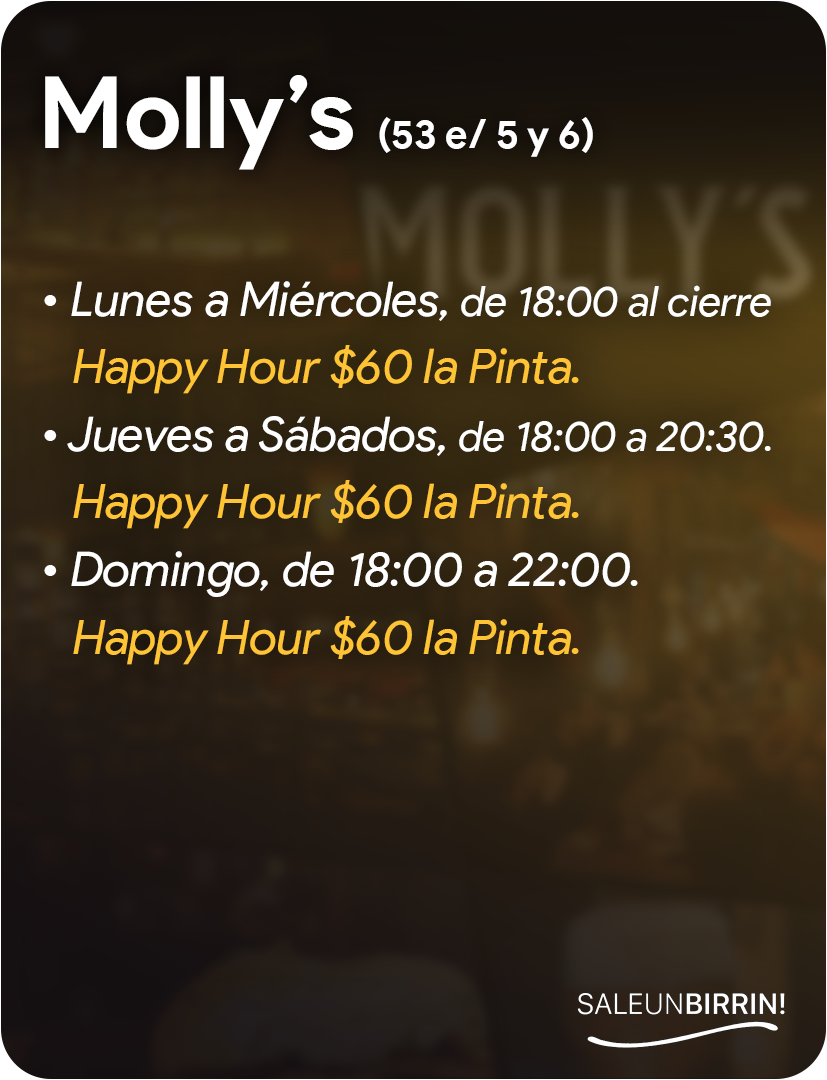 Molly’s (53 e/ 5 y 6)
MOLLY’S
• Lunes a Miércoles, de 18:00 al cierre
Happy Hour $60 la Pinta.
• Jueves a Sábados, de 18:00 a 20:30.
Happy Hour $60 la Pinta.
• Domingo, de 18:00 a 22:00.
Happy Hour $60 la Pinta.
SALEUNBIRRIN!